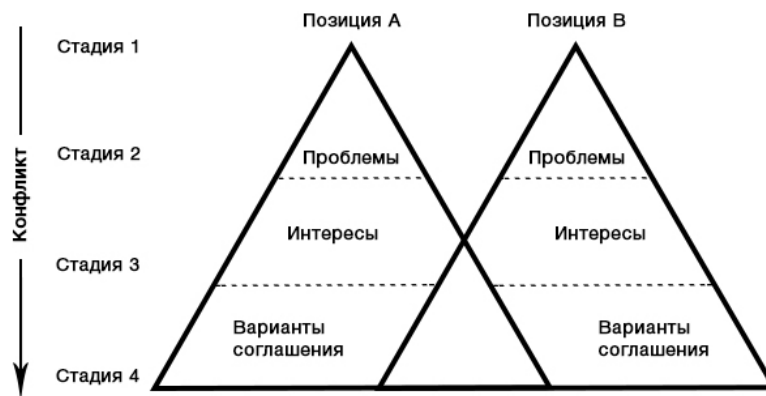 Позиция А
Позиция В
Стадия 1
Стадия 2
Проблемы
Проблемы
Конфликт
Интересы
Интересы
Стадия 3
Варианты
соглашения
Варианты
соглашения
Стадия 4